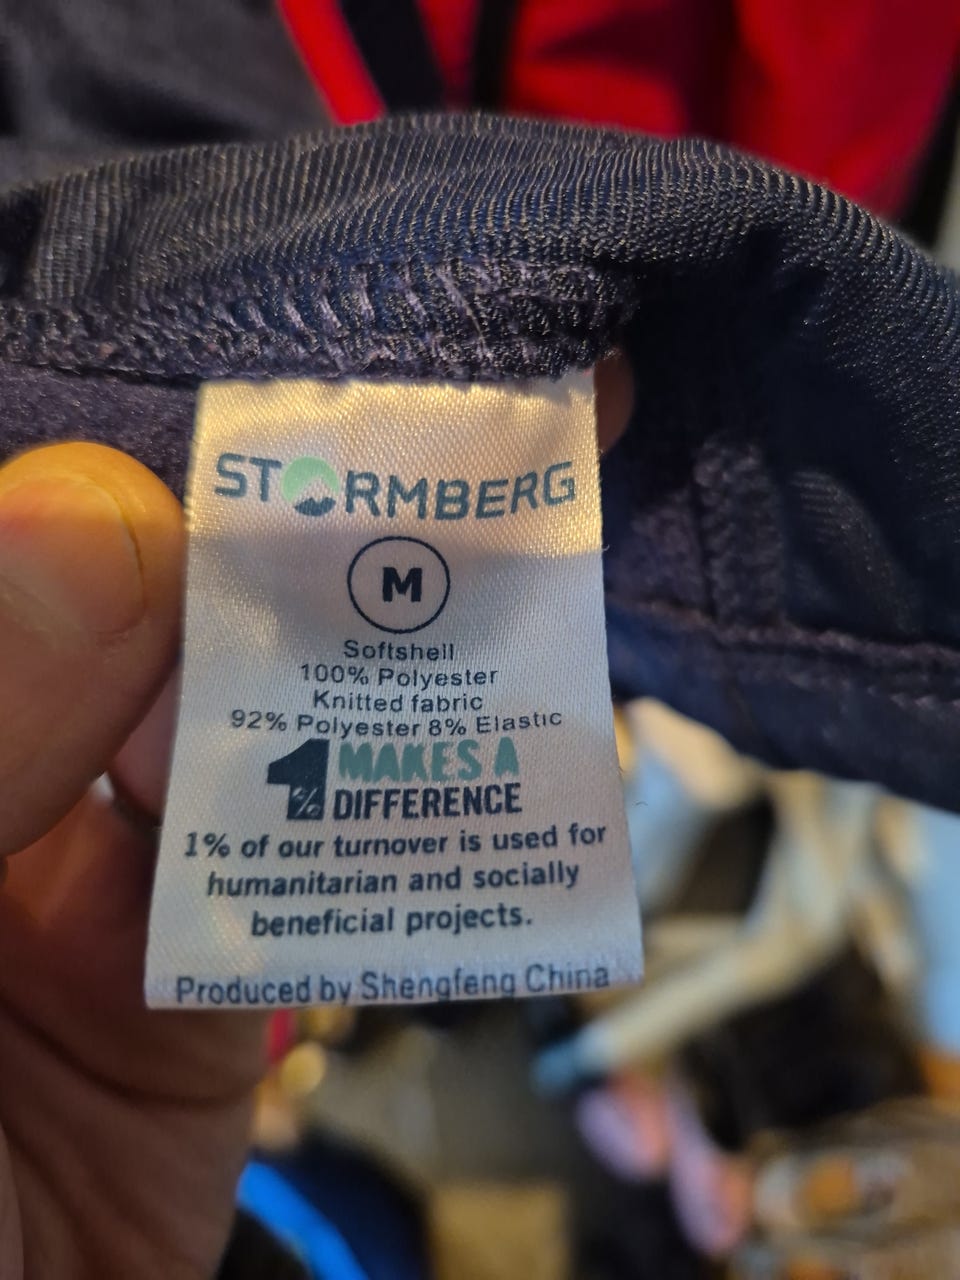 STORMBERG
M
Softshell
100% Polyester
Knitted fabric
92% Polyester 8% Elastic
1% MAKES A
DIFFERENCE
1% of our turnover is used for
humanitarian and socially
beneficial projects.
Produced by Shengfeng China